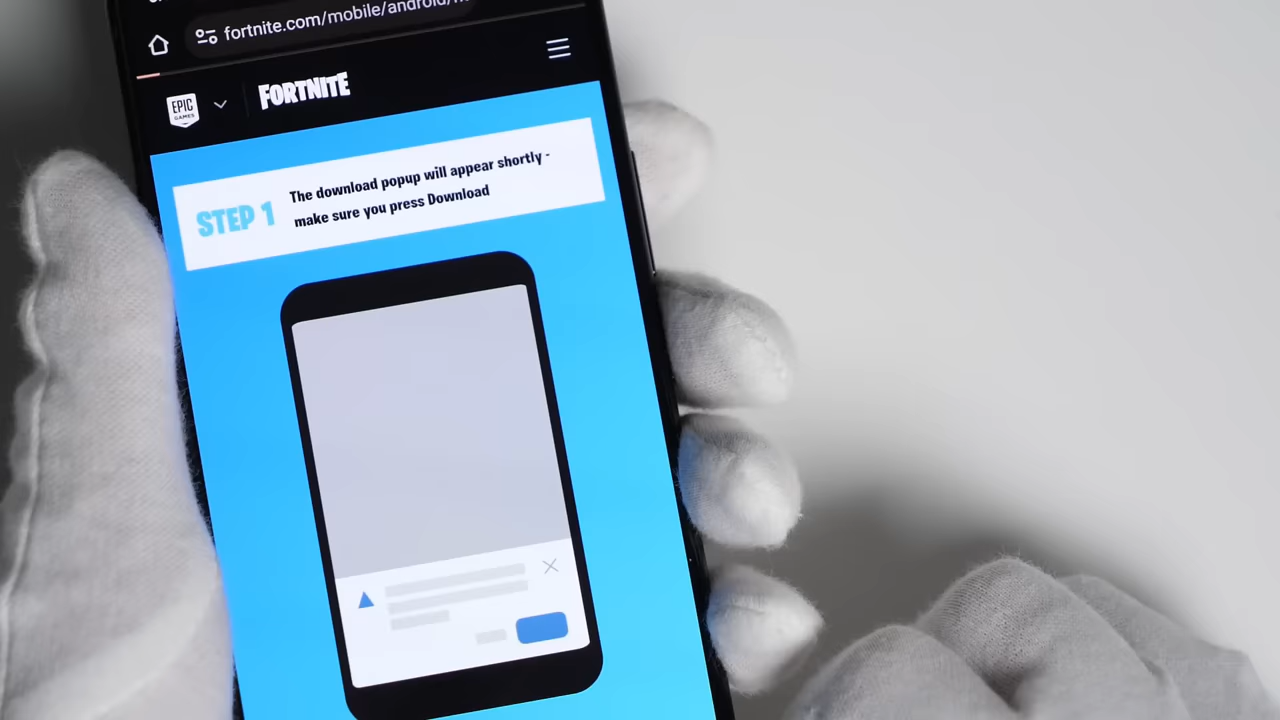 fortnite.com/mobile/android/
EPIC
GAMES
FORTNITE
STEP 1
The download popup will appear shortly -
make sure you press Download